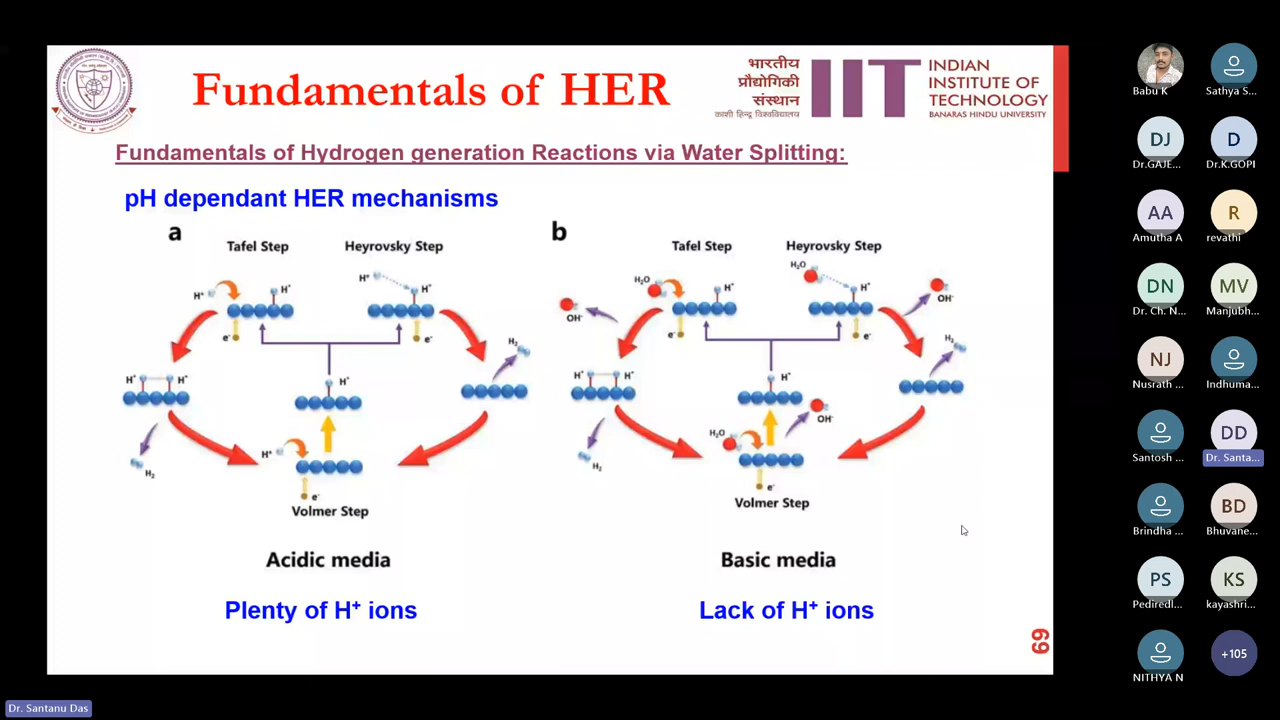 Fundamentals of HER
भारतीय
प्रौद्योगिकी
संस्थान
काशी हिन्दू विश्वविद्यालय
IIT
INDIAN
INSTITUTE OF
TECHNOLOGY
BANARAS HINDU UNIVERSITY
Fundamentals of Hydrogen generation Reactions via Water Splitting:
pH dependant HER mechanisms
a
Tafel Step
Heyrovsky Step
H⁺
H*
H⁺
H*
e⁻
e⁻
H₂
H*
H*
H*
H⁺
H₂
e⁻
Volmer Step
Acidic media
Plenty of H⁺ ions
b
Tafel Step
Heyrovsky Step
H₂O
H*
H₂O
H*
OH⁻
OH⁻
e⁻
e⁻
H₂
H*
H*
H*
OH⁻
H₂O
H₂
e⁻
Volmer Step
Basic media
Lack of H⁺ ions
69
Babu K
Sathya S...
DJ
Dr.GAJE...
D
Dr.K.GOPI
AA
Amutha A
R
revathi
DN
Dr. Ch. N...
MV
Manjubh...
NJ
Nusrath ...
Indhuma...
Santosh ...
DD
Dr. Santa...
Brindha ...
BD
Bhuvane...
PS
Pediredl...
KS
kayashri...
NITHYA N
+105
Dr. Santanu Das